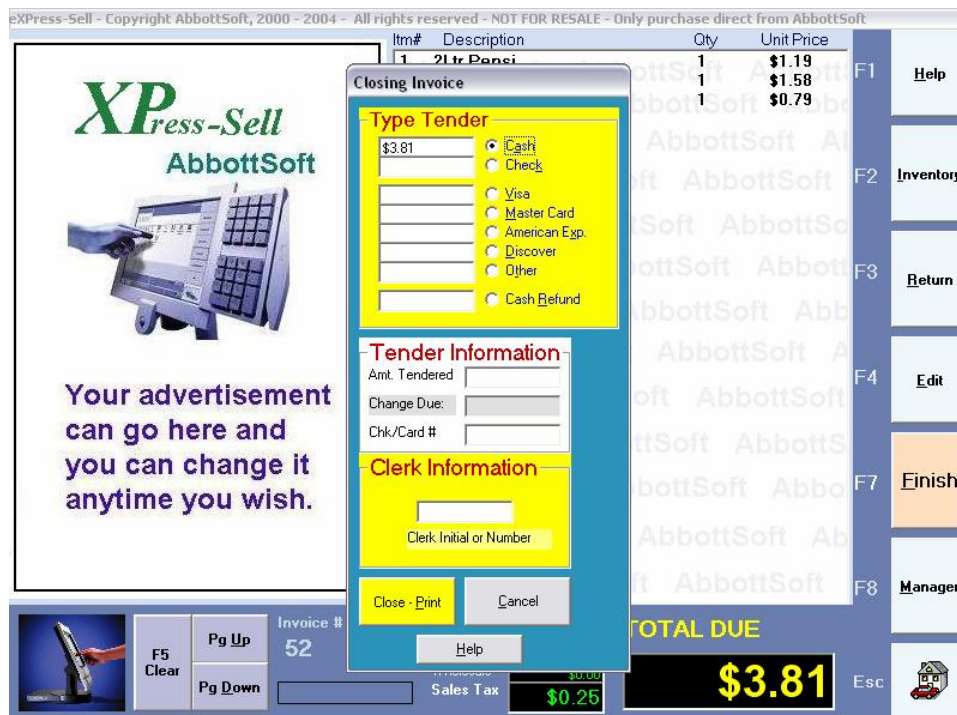 eXPress-Sell - Copyright AbbottSoft, 2000 - 2004 - All rights reserved - NOT FOR RESALE - Only purchase direct from AbbottSoft
Itm# Description Qty Unit Price
1 2Ltr Pepsi 1 $1.19
1 $1.58
1 $0.79
XPress-Sell
AbbottSoft
Your advertisement
can go here and
you can change it
anytime you wish.
Closing Invoice
Type Tender
$3.81 Cash
Check
Visa
Master Card
American Exp.
Discover
Other
Cash Refund
Tender Information
Amt. Tendered
Change Due:
Chk/Card #
Clerk Information
Clerk Initial or Number
Close - Print
Cancel
Help
F1 Help
F2 Inventory
F3 Return
F4 Edit
F7 Finish
F8 Manager
Esc
F5
Clear
Pg Up
Pg Down
Invoice #
52
TOTAL DUE
$3.81
$0.00
Sales Tax $0.25
AbbottSoft